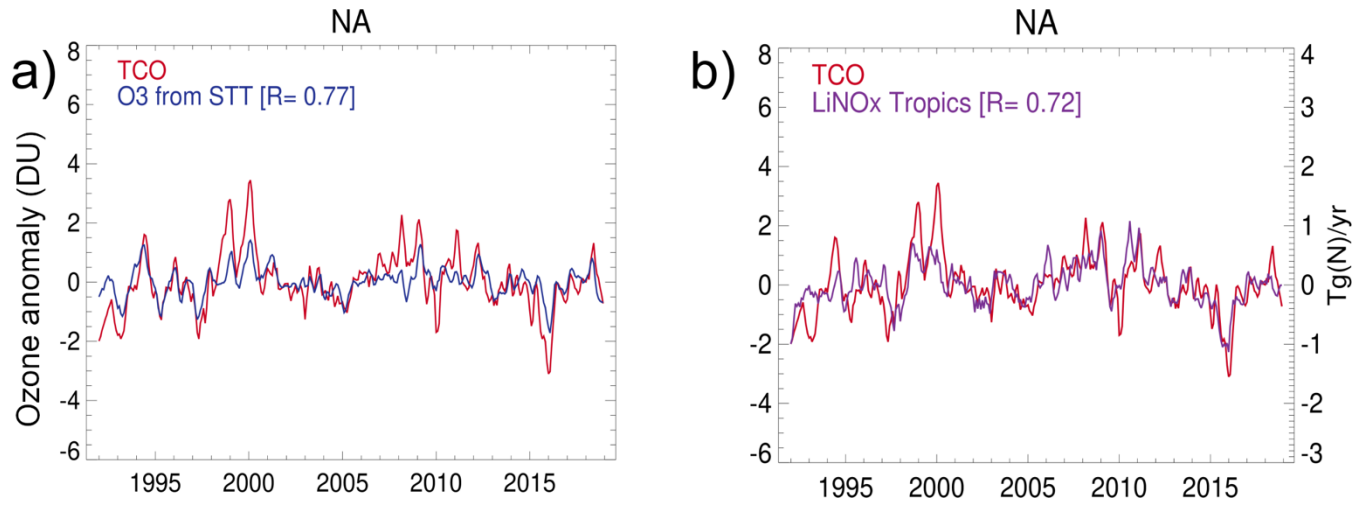 NA
a)
TCO
O3 from STT [R= 0.77]
Ozone anomaly (DU)
8
6
4
2
0
-2
-4
-6
1995 2000 2005 2010 2015
NA
b)
TCO
LiNOx Tropics [R= 0.72]
8
6
4
2
0
-2
-4
-6
1995 2000 2005 2010 2015
4
3
2
1
0
-1
-2
-3
Tg(N)/yr